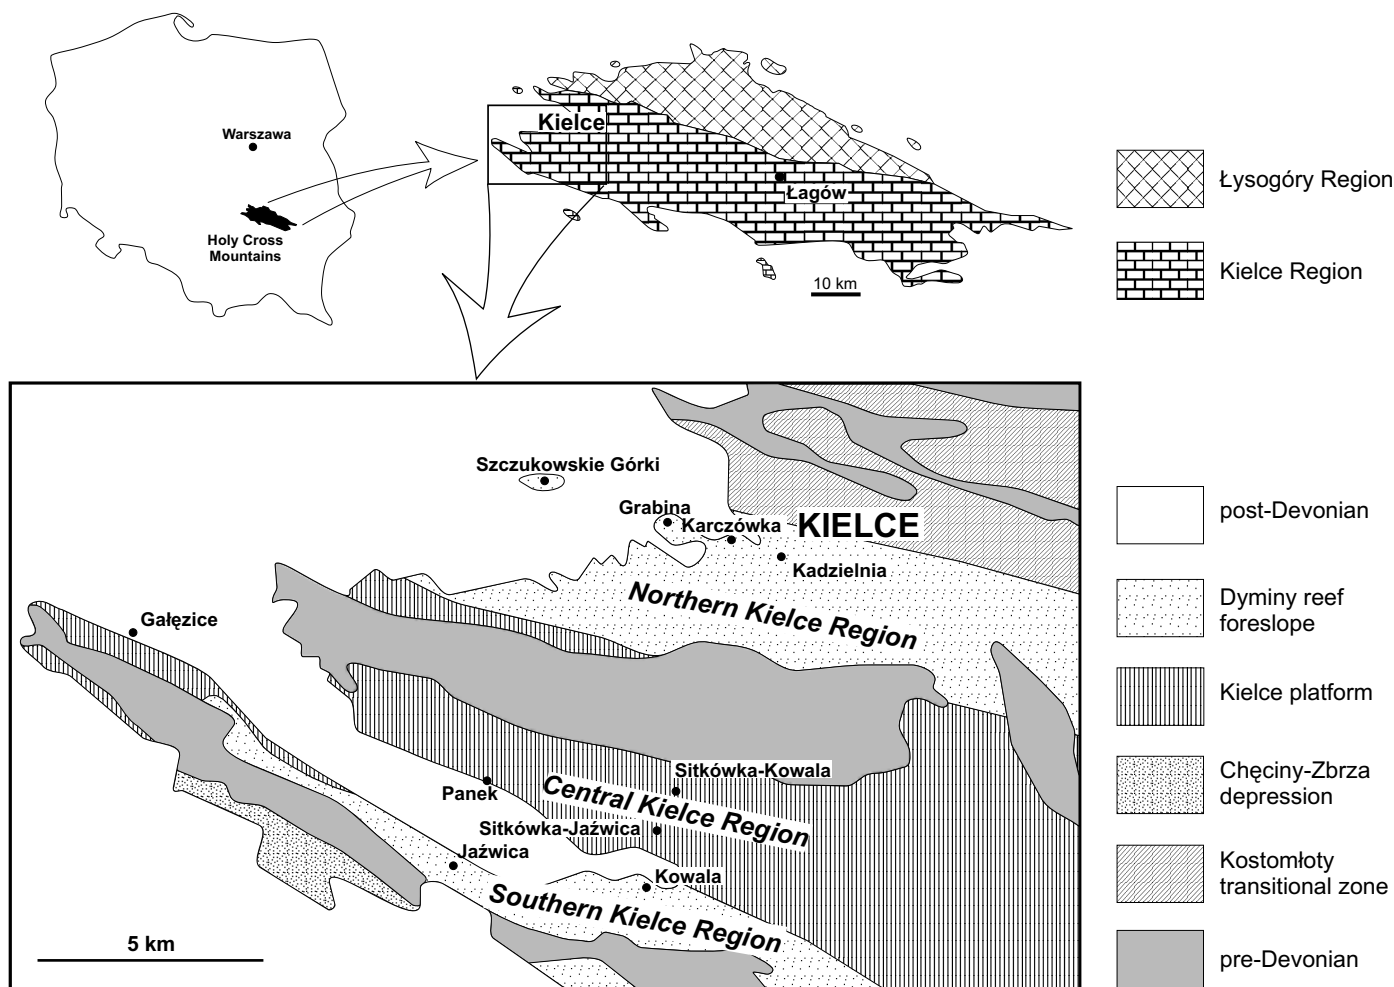 Warszawa
Holy Cross
Mountains
Kielce
Łagów
10 km
Łysogóry Region
Kielce Region
Szczukowskie Górki
Grabina
Karczówka
KIELCE
Kadzielnia
Northern Kielce Region
Gałęzice
Sitkówka-Kowala
Panek
Central Kielce Region
Sitkówka-Jaźwica
Jaźwica
Kowala
Southern Kielce Region
5 km
post-Devonian
Dyminy reef
foreslope
Kielce platform
Chęciny-Zbrza
depression
Kostomłoty
transitional zone
pre-Devonian